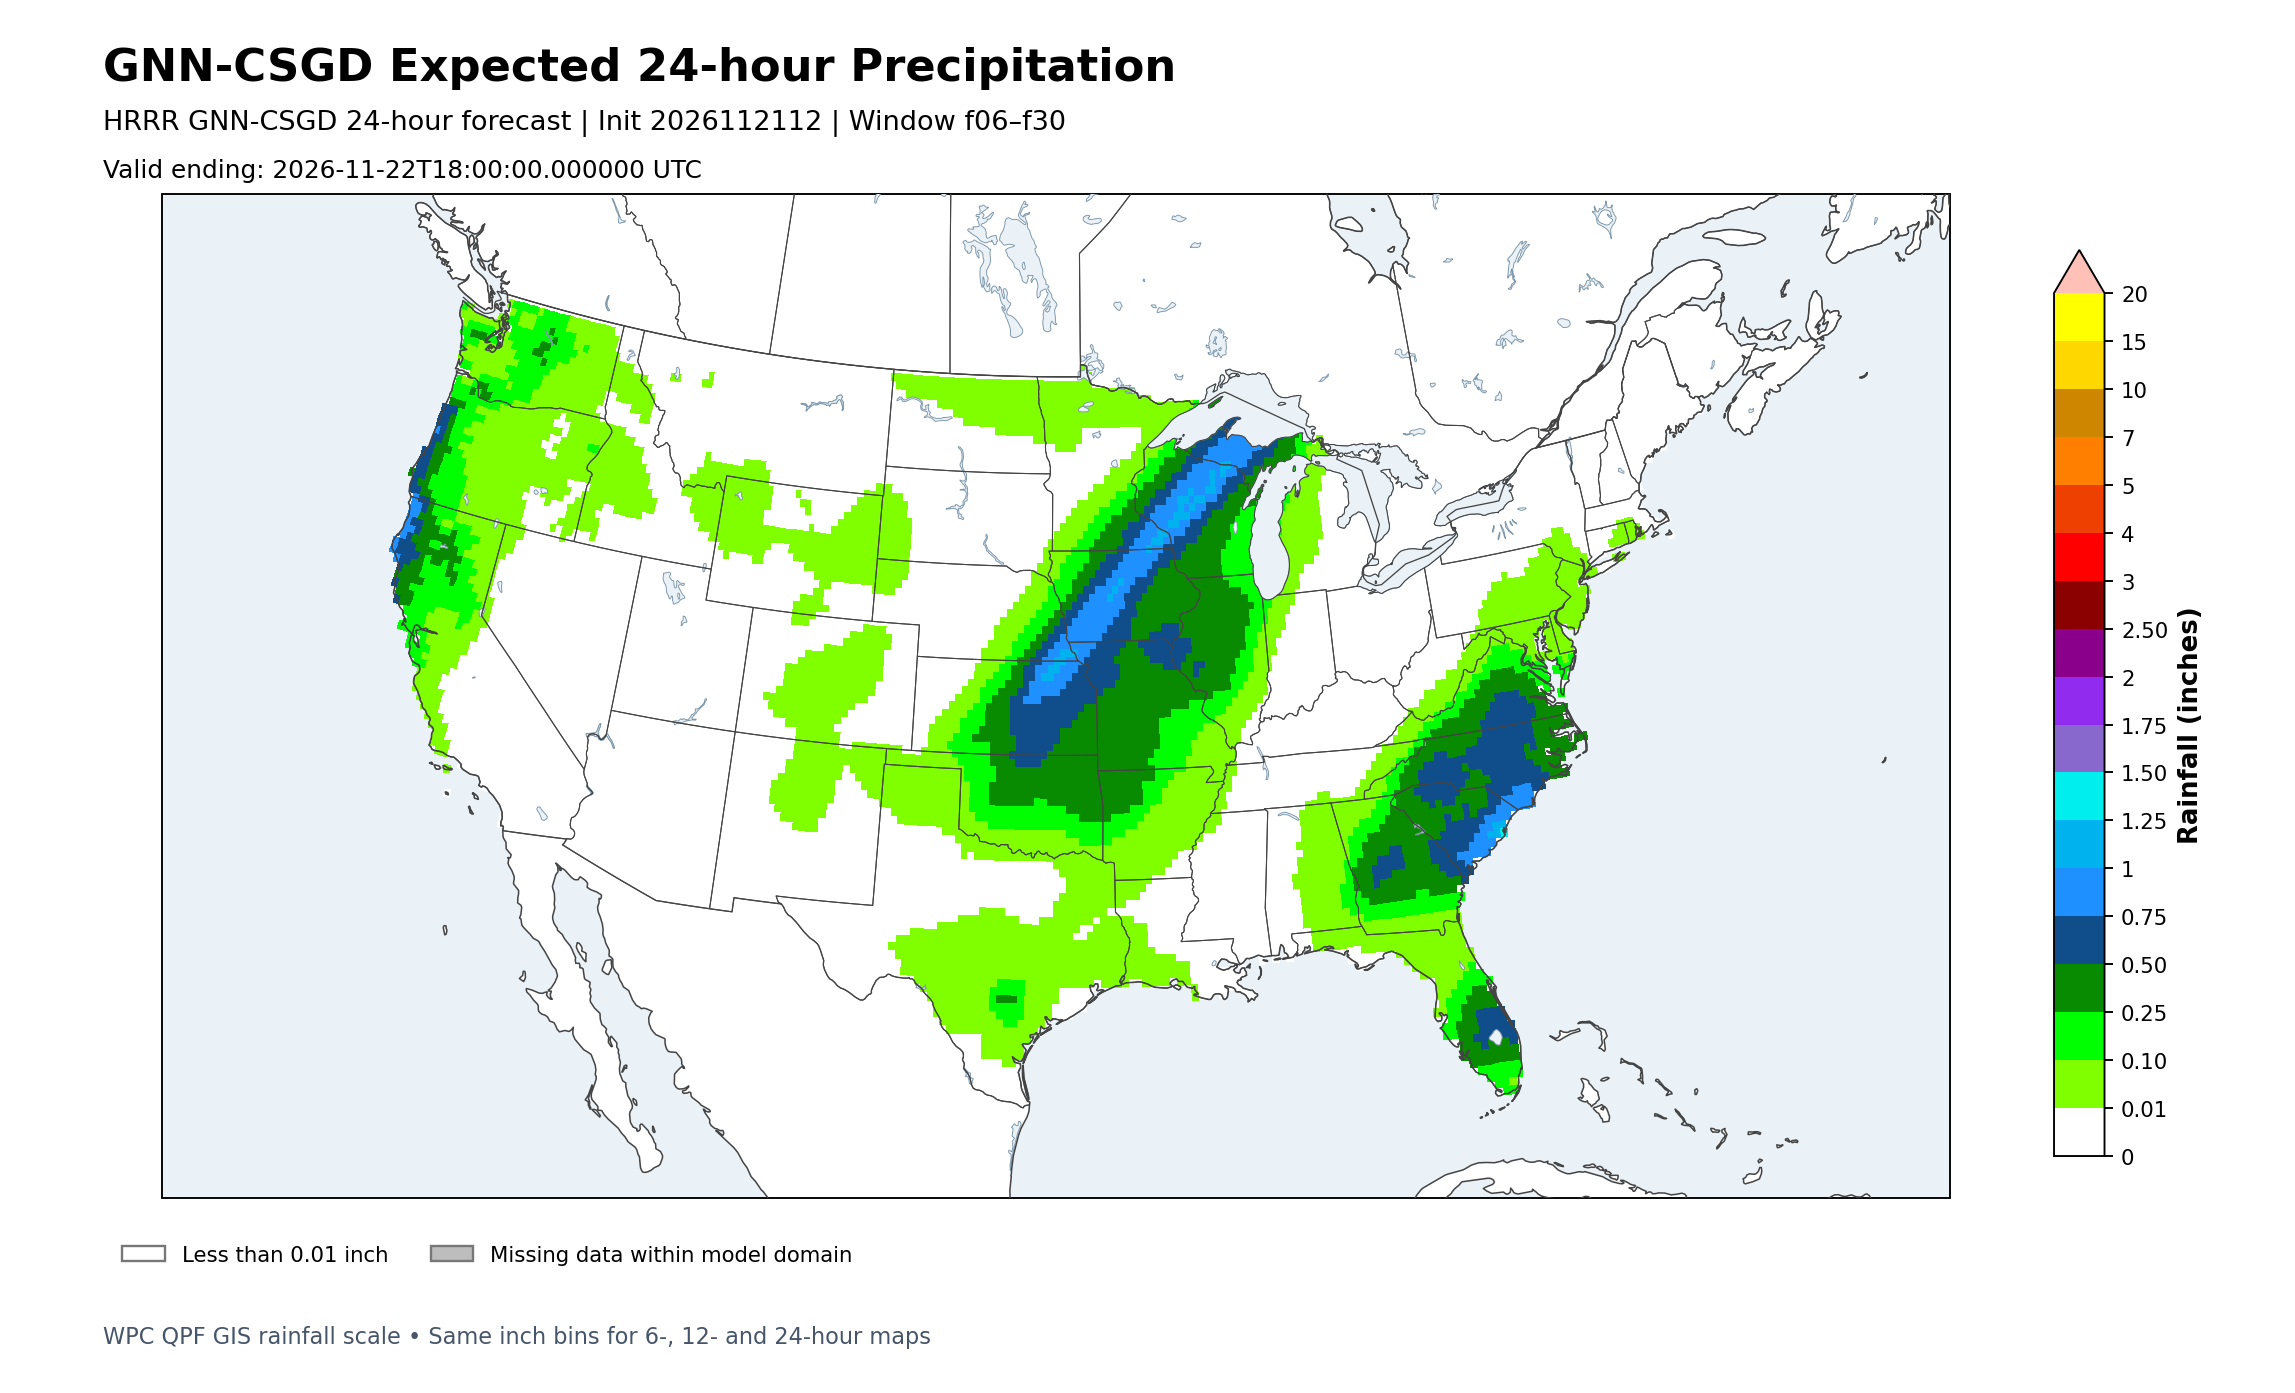 GNN-CSGD Expected 24-hour Precipitation
HRRR GNN-CSGD 24-hour forecast | Init 2026112112 | Window f06–f30
Valid ending: 2026-11-22T18:00:00.000000 UTC
20
15
10
7
5
4
3
2.50
2
1.75
1.50
1.25
1
0.75
0.50
0.25
0.10
0.01
0
Rainfall (inches)
Less than 0.01 inch
Missing data within model domain
WPC QPF GIS rainfall scale • Same inch bins for 6-, 12- and 24-hour maps